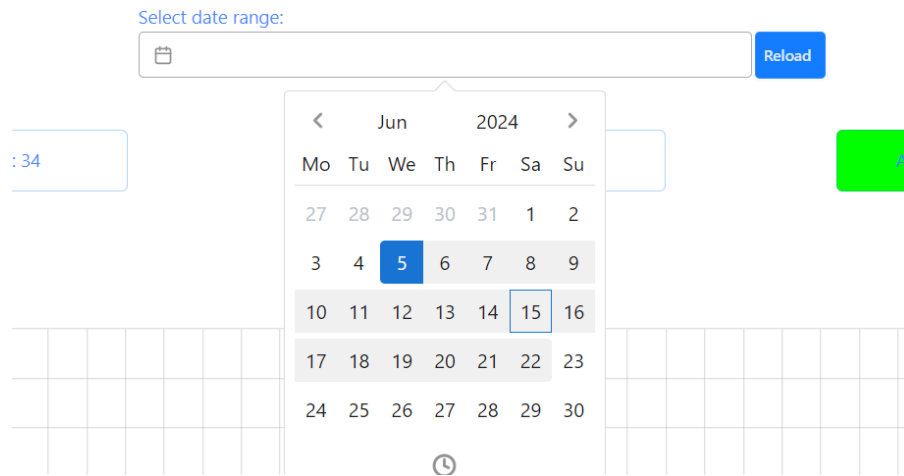 Select date range:
Reload
Jun 2024
: 34
Mo Tu We Th Fr Sa Su
27 28 29 30 31 1 2
3 4 5 6 7 8 9
10 11 12 13 14 15 16
17 18 19 20 21 22 23
24 25 26 27 28 29 30